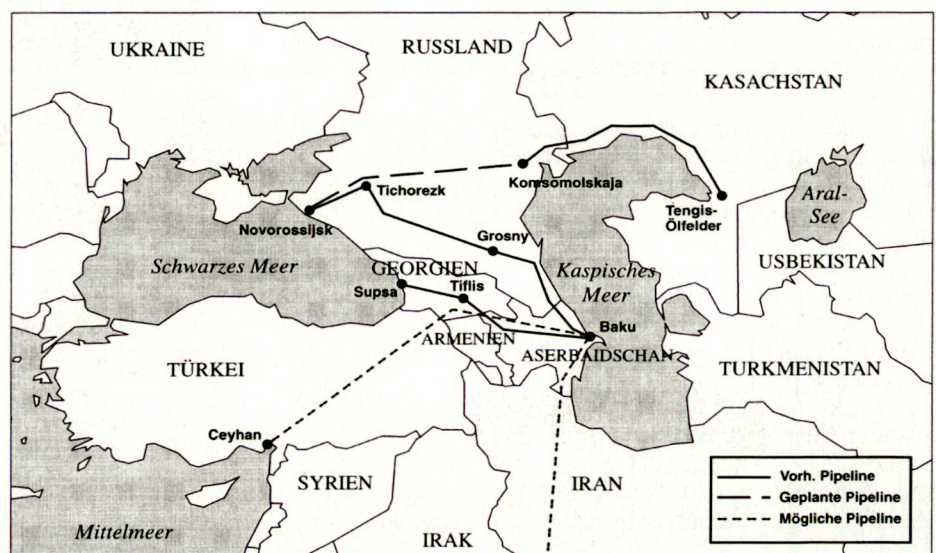 UKRAINE
RUSSLAND
KASACHSTAN
Komsomolskaja
Tichorezk
Tengis-
Ölfelder
Aral-
See
Novorossijsk
Grosny
Schwarzes Meer
GEORGIEN
Kaspisches
Meer
USBEKISTAN
Supsa
Tiflis
Baku
ARMENIEN
ASERBAIDSCHAN
TÜRKEI
TURKMENISTAN
Ceyhan
SYRIEN
IRAN
Mittelmeer
IRAK
Vorh. Pipeline
Geplante Pipeline
Mögliche Pipeline